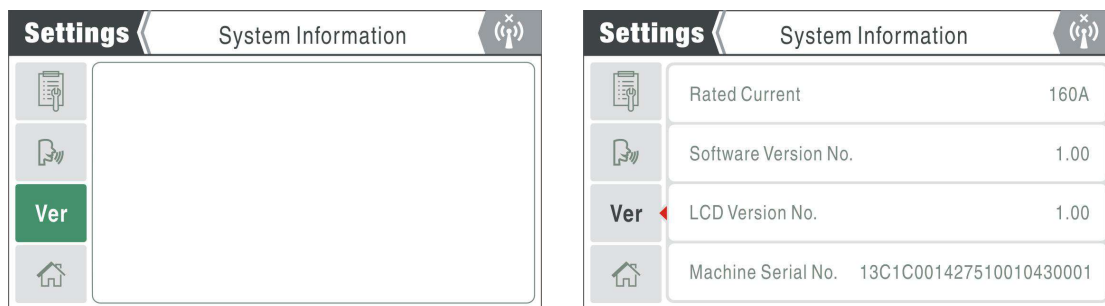 Settings System Information
Ver
Settings System Information
Rated Current 160A
Software Version No. 1.00
Ver LCD Version No. 1.00
Machine Serial No. 13C1C001427510010430001